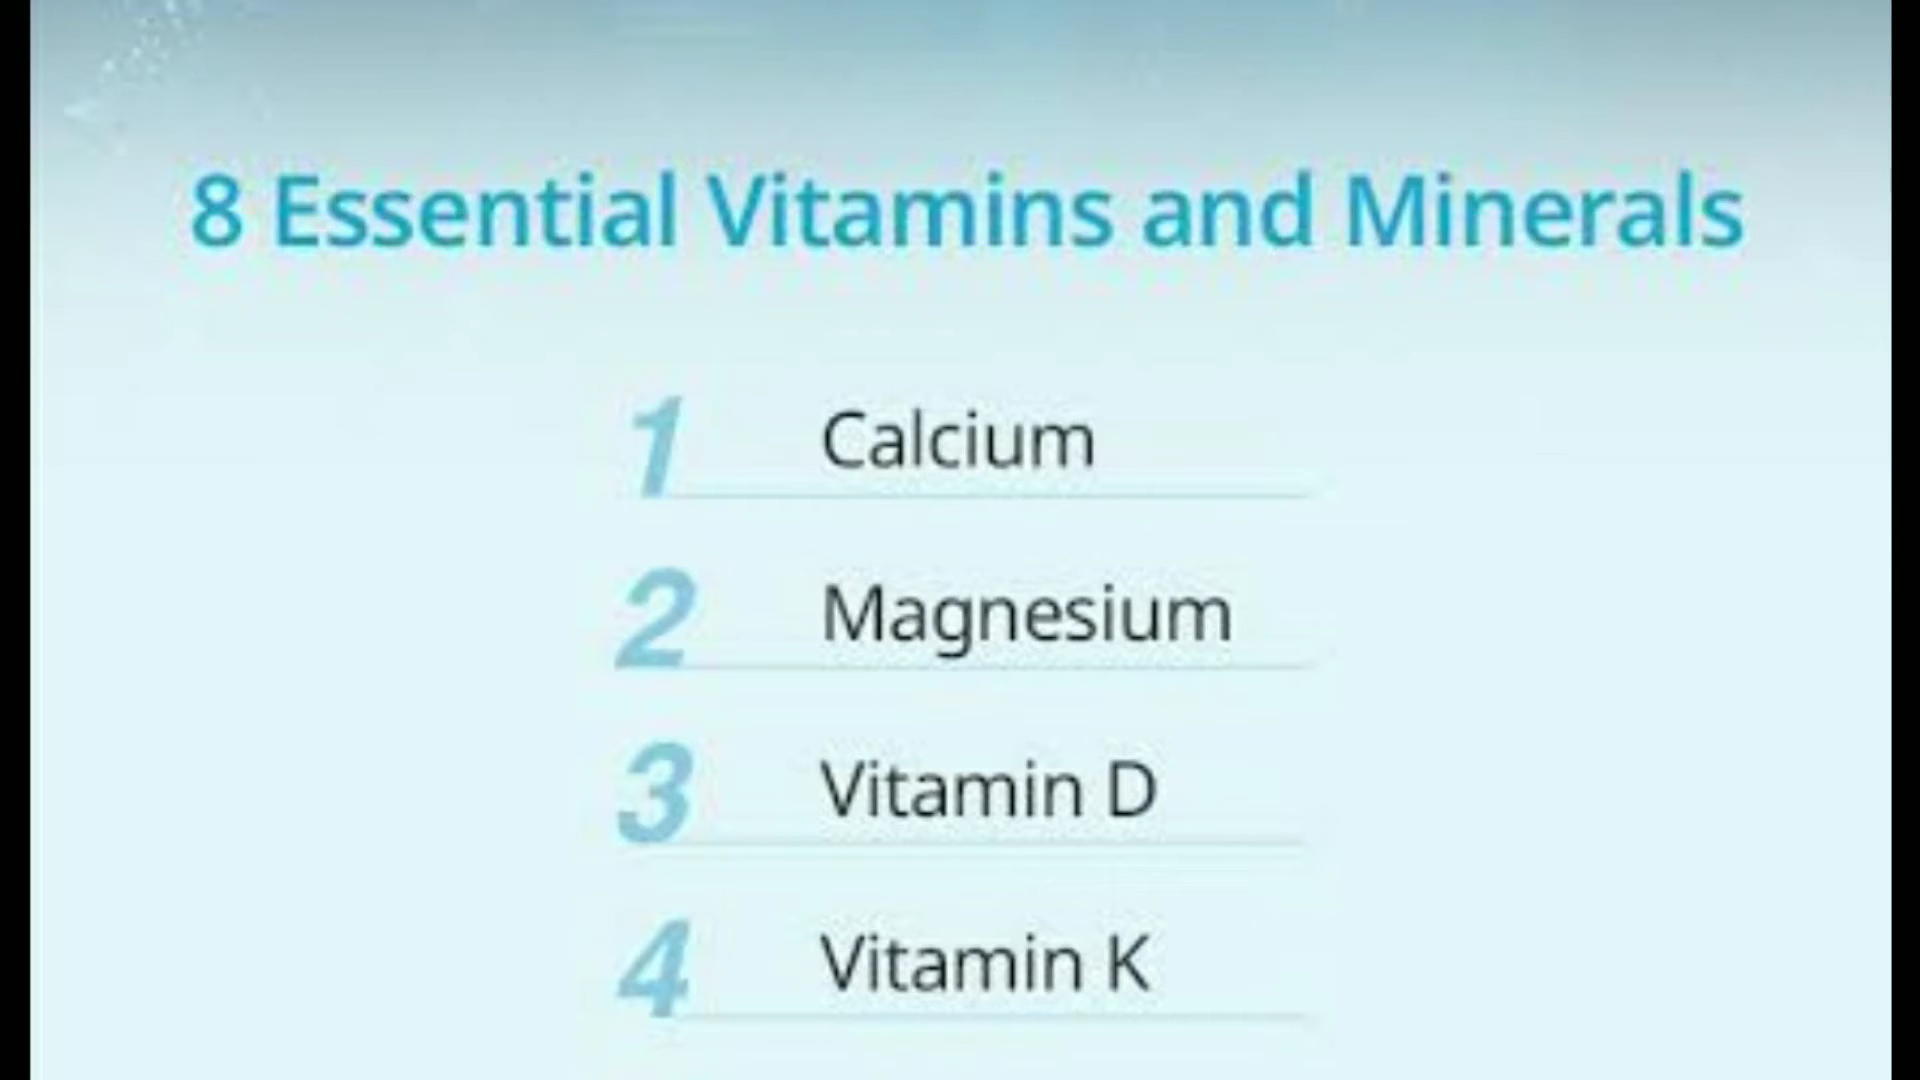 8 Essential Vitamins and Minerals
1 Calcium
2 Magnesium
3 Vitamin D
4 Vitamin K